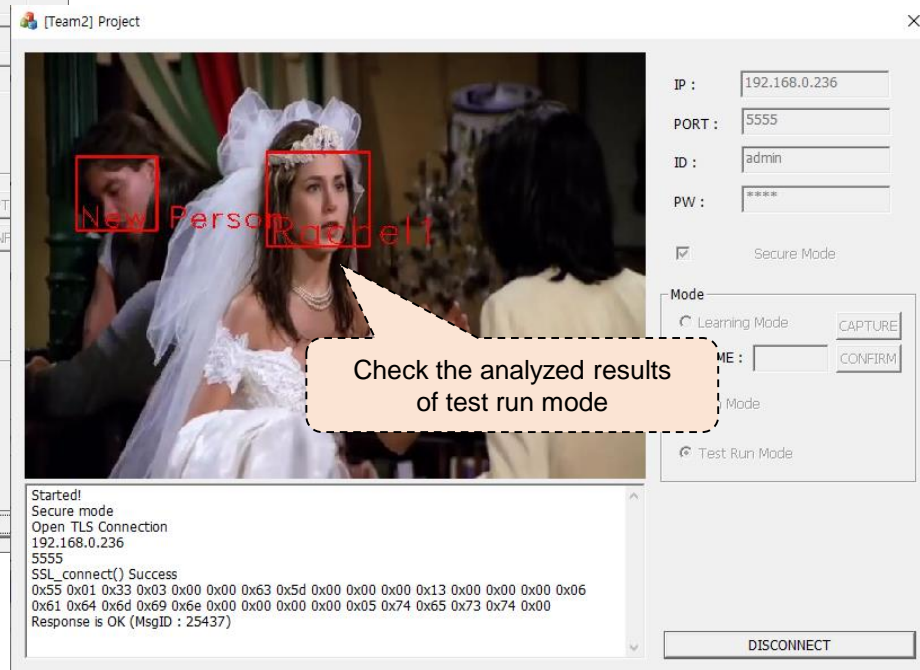 [Team2] Project
IP :
192.168.0.236
PORT :
5555
ID :
admin
PW :
****
Secure Mode
New Person
Rachel1
Mode
Learning Mode
CAPTURE
ME :
CONFIRM
Mode
Test Run Mode
Check the analyzed results
of test run mode
Started!
Secure mode
Open TLS Connection
192.168.0.236
5555
SSL_connect() Success
0x55 0x01 0x33 0x03 0x00 0x00 0x63 0x5d 0x00 0x00 0x00 0x13 0x00 0x00 0x00 0x06
0x61 0x64 0x6d 0x69 0x6e 0x00 0x00 0x00 0x00 0x05 0x74 0x65 0x73 0x74 0x00
Response is OK (MsgID : 25437)
DISCONNECT